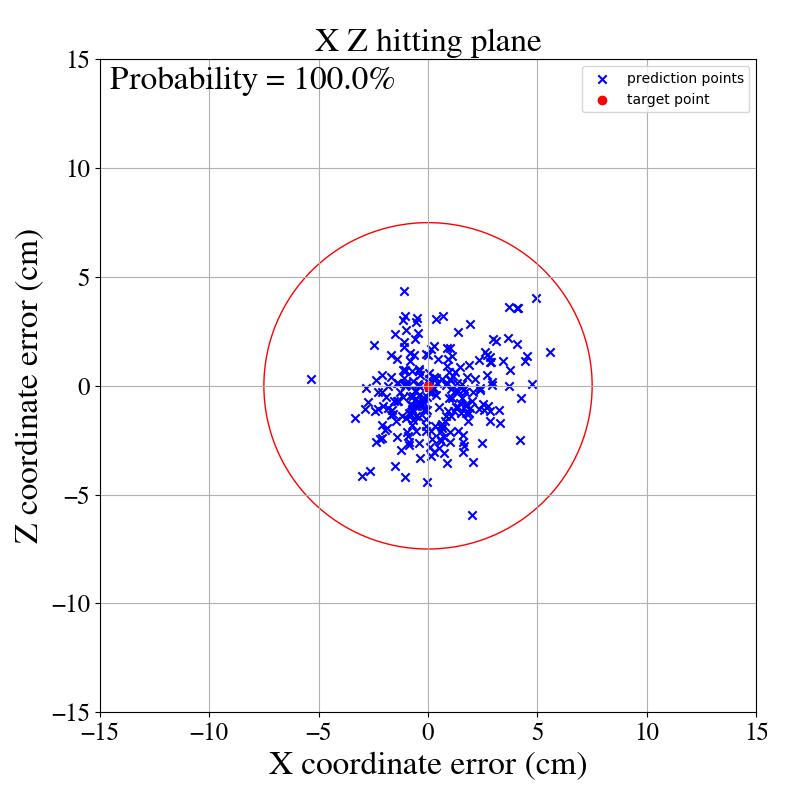 X Z hitting plane
Probability = 100.0%
prediction points
target point
15
10
5
0
−5
−10
−15
Z coordinate error (cm)
−15
−10
−5
0
5
10
15
X coordinate error (cm)